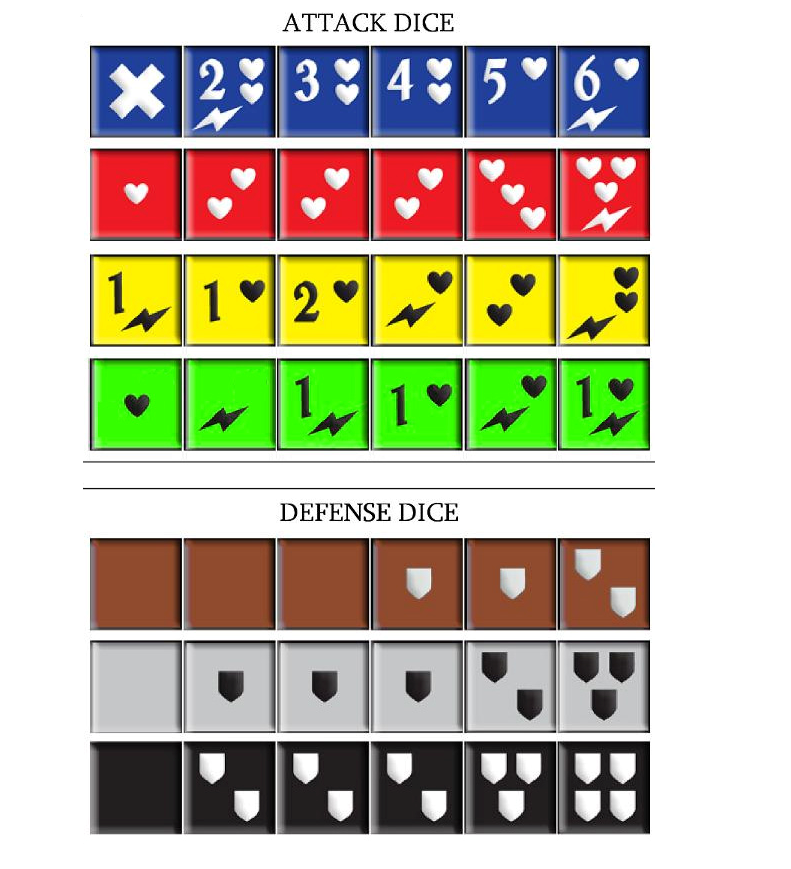 ATTACK DICE
2 3 4 5 6
1 1 2
1 1 1
DEFENSE DICE